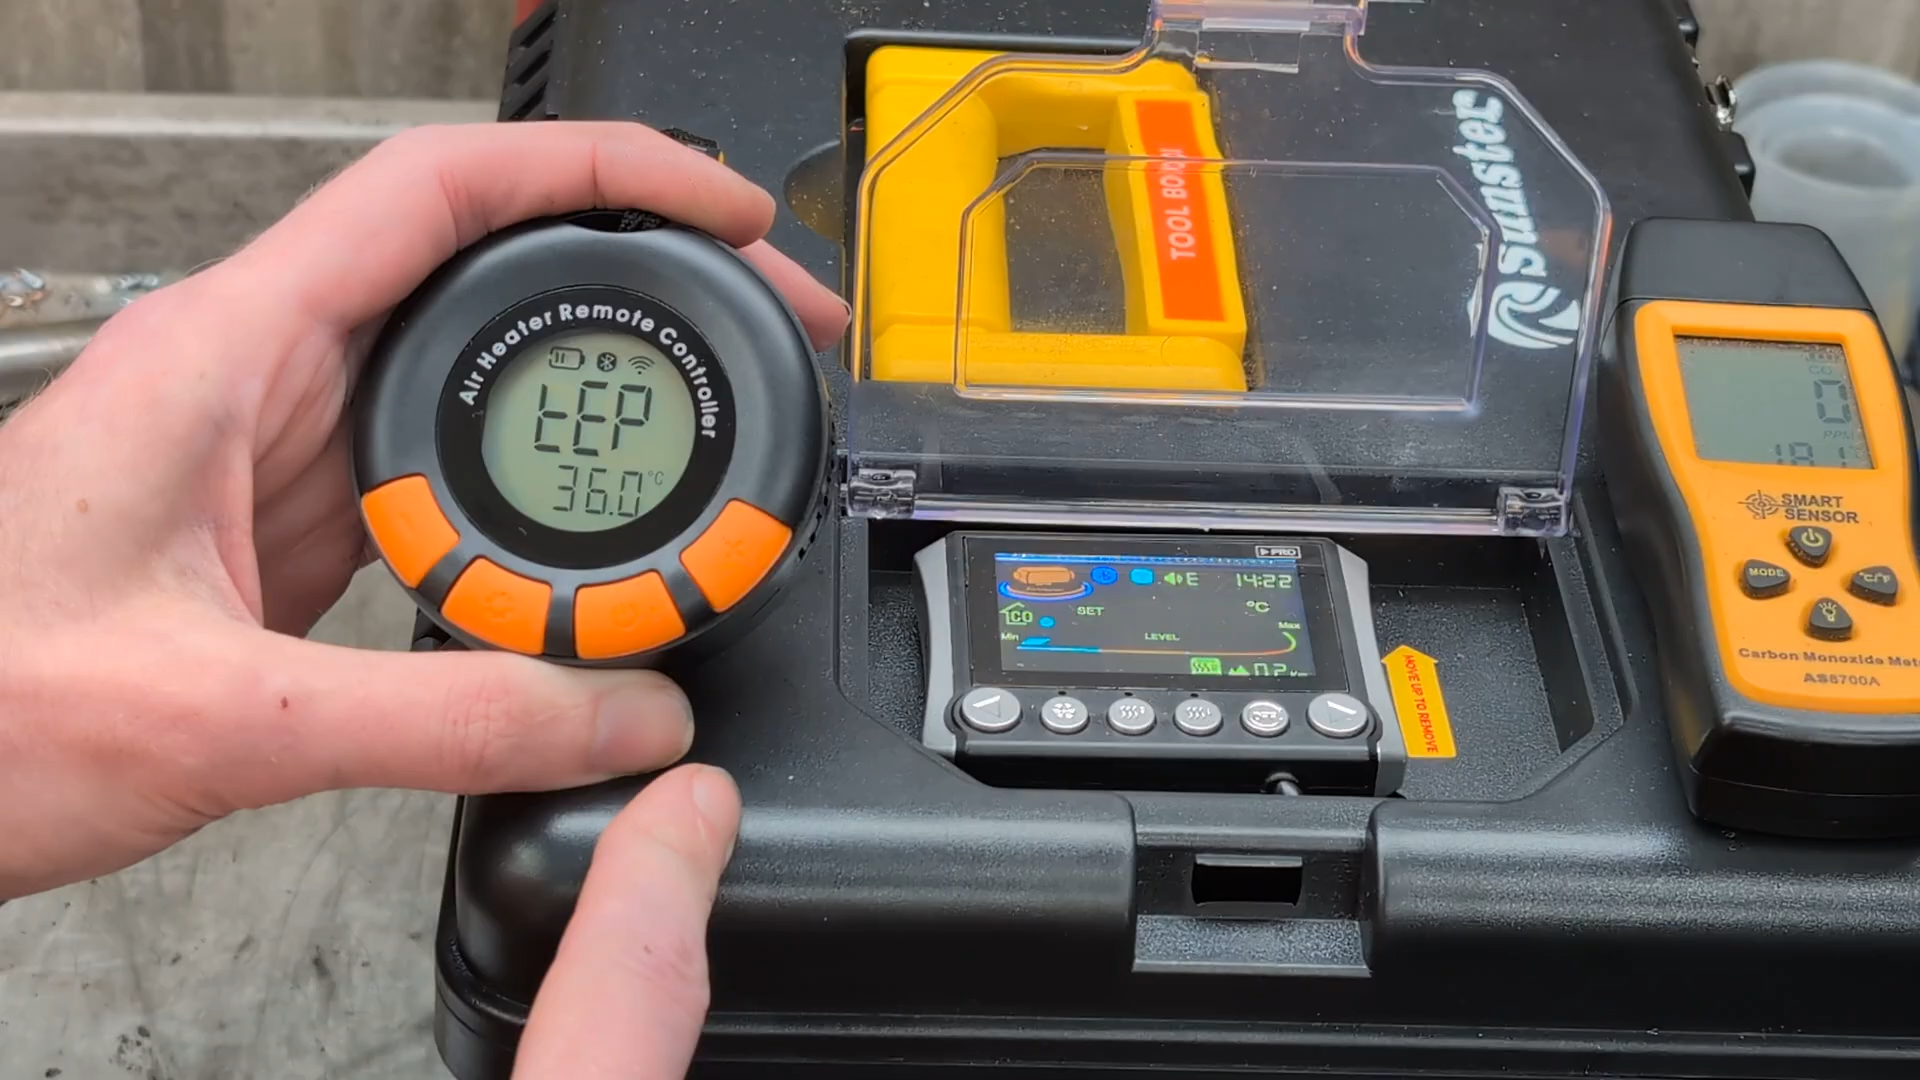 Air Heater Remote Controller
tEP
36.0°C
TOOL BOX
Sunster
PRO
E 14:22
°C
SET
CO
Min
LEVEL
Max
MOVE UP TO REMOVE
0
PPM
SMART
SENSOR
MODE
°C/°F
Carbon Monoxide
AS8700A